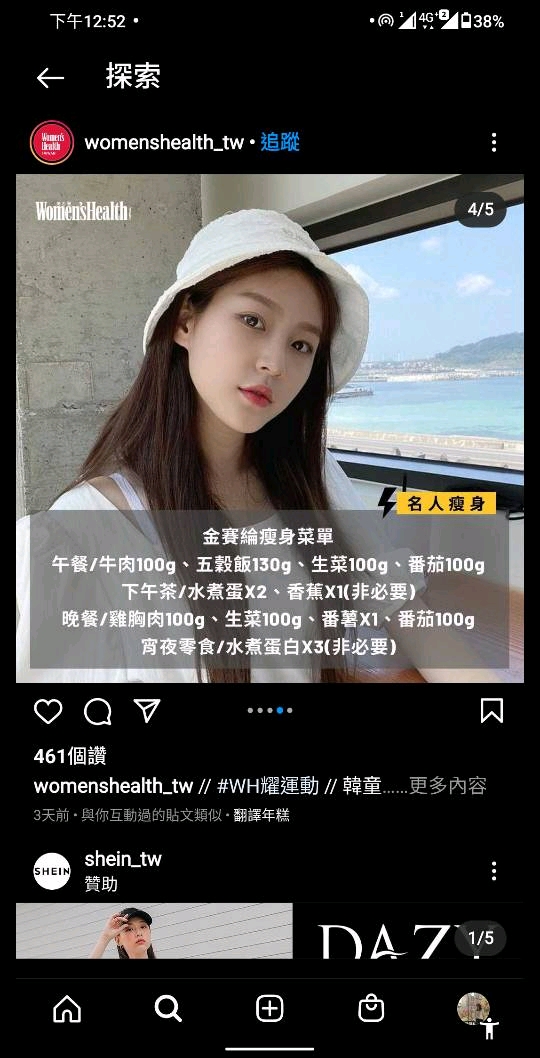 下午12:52
1
4G+
2
38%
探索
Women's Health TAIWAN
womenshealth_tw • 追蹤
Women'sHealth
4/5
名人瘦身
金賽綸瘦身菜單
午餐/牛肉100g、五穀飯130g、生菜100g、番茄100g
下午茶/水煮蛋X2、香蕉X1(非必要)
晚餐/雞胸肉100g、生菜100g、番薯X1、番茄100g
宵夜零食/水煮蛋白X3(非必要)
461個讚
womenshealth_tw // #WH耀運動 // 韓童……更多內容
3天前 • 與你互動過的貼文類似 • 翻譯年糕
SHEIN
shein_tw
贊助
DAZY
1/5